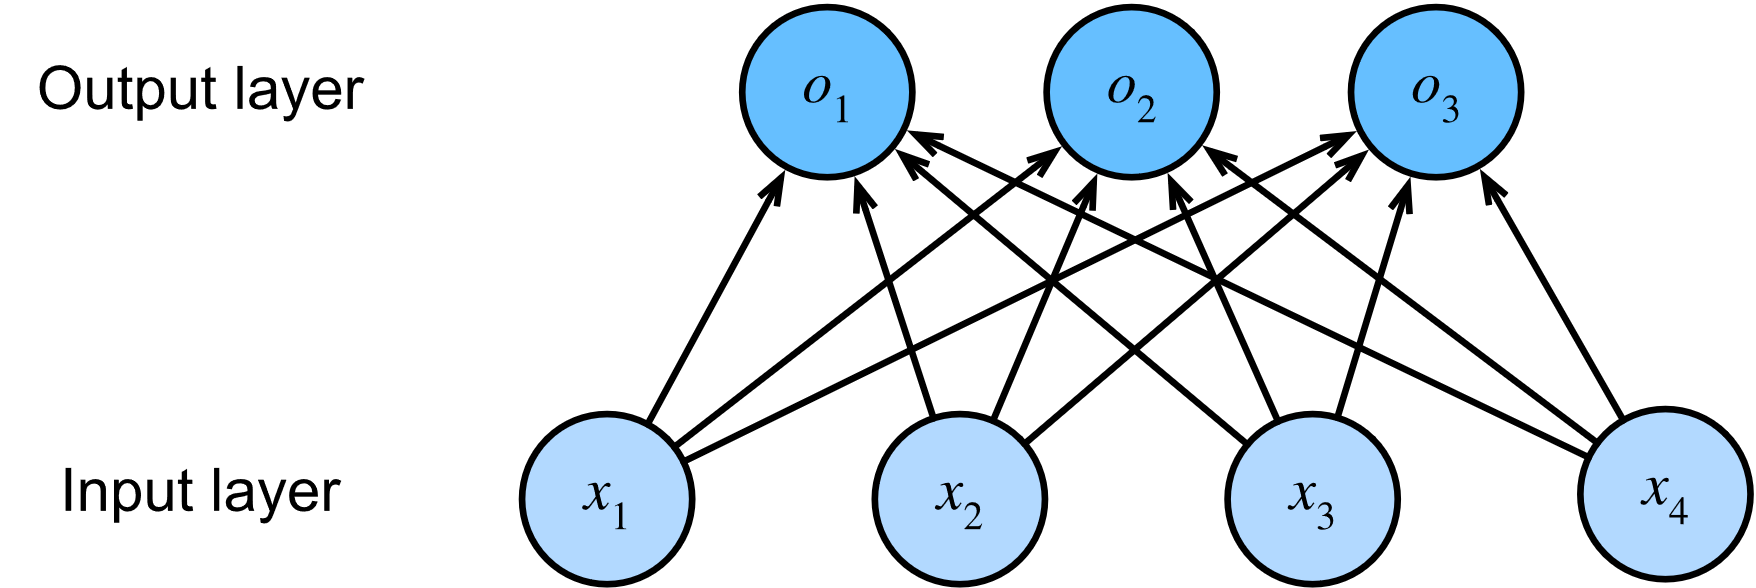 Output layer
o1 o2 o3
Input layer
x1 x2 x3 x4